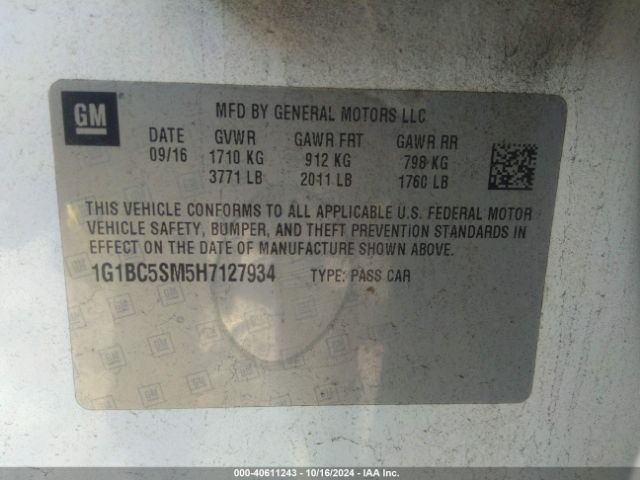 GM
MFD BY GENERAL MOTORS LLC
DATE GVWR GAWR FRT GAWR RR
09/16 1710 KG 912 KG 798 KG
3771 LB 2011 LB 1760 LB
THIS VEHICLE CONFORMS TO ALL APPLICABLE U.S. FEDERAL MOTOR
VEHICLE SAFETY, BUMPER, AND THEFT PREVENTION STANDARDS IN
EFFECT ON THE DATE OF MANUFACTURE SHOWN ABOVE.
1G1BC5SM5H7127934 TYPE: PASS CAR
000-40611243 | 10/16/2024 | IAA Inc.